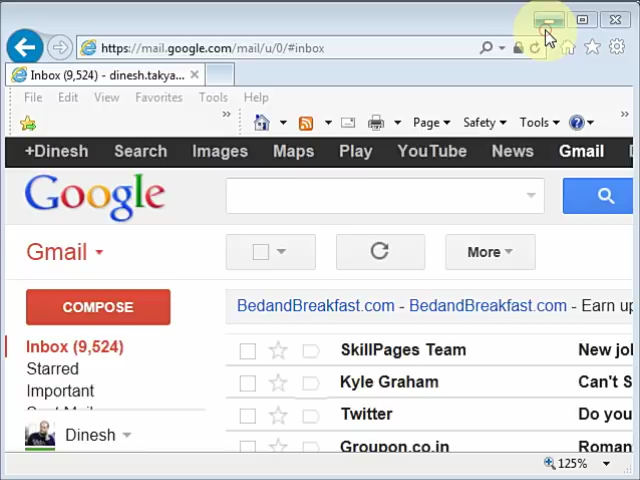 https://mail.google.com/mail/u/0/#inbox
Inbox (9,524) - dinesh.takya...
File Edit View Favorites Tools Help
Page Safety Tools
+Dinesh Search Images Maps Play YouTube News Gmail
Google
Gmail More
COMPOSE BedandBreakfast.com - BedandBreakfast.com - Earn up
Inbox (9,524) SkillPages Team New jo
Starred Kyle Graham Can't S
Important Twitter Do you
Dinesh Groupon.co.in Roman
125%